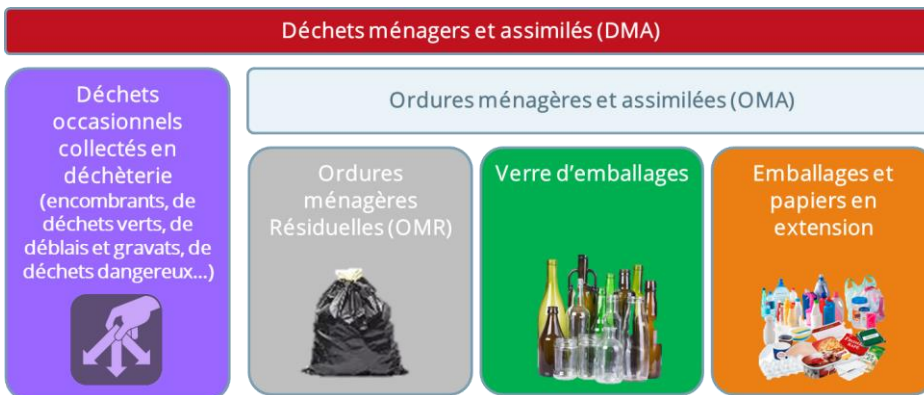 Déchets ménagers et assimilés (DMA)
Déchets
occasionnels
collectés en
déchèterie
(encombrants, de
déchets verts, de
déblais et gravats, de
déchets dangereux...)
Ordures ménagères et assimilées (OMA)
Ordures
ménagères
Résiduelles (OMR)
Verre d'emballages
Emballages et
papiers en
extension